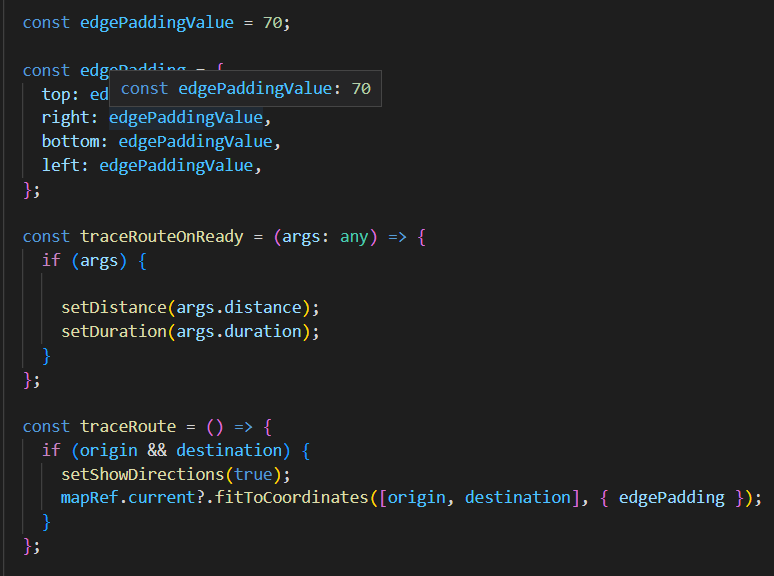 const edgePaddingValue = 70;
const edgePadding = {
const edgePaddingValue: 70
top: ed
right: edgePaddingValue,
bottom: edgePaddingValue,
left: edgePaddingValue,
};
const traceRouteOnReady = (args: any) => {
if (args) {
setDistance(args.distance);
setDuration(args.duration);
}
};
const traceRoute = () => {
if (origin && destination) {
setShowDirections(true);
mapRef.current?.fitToCoordinates([origin, destination], { edgePadding });
}
};